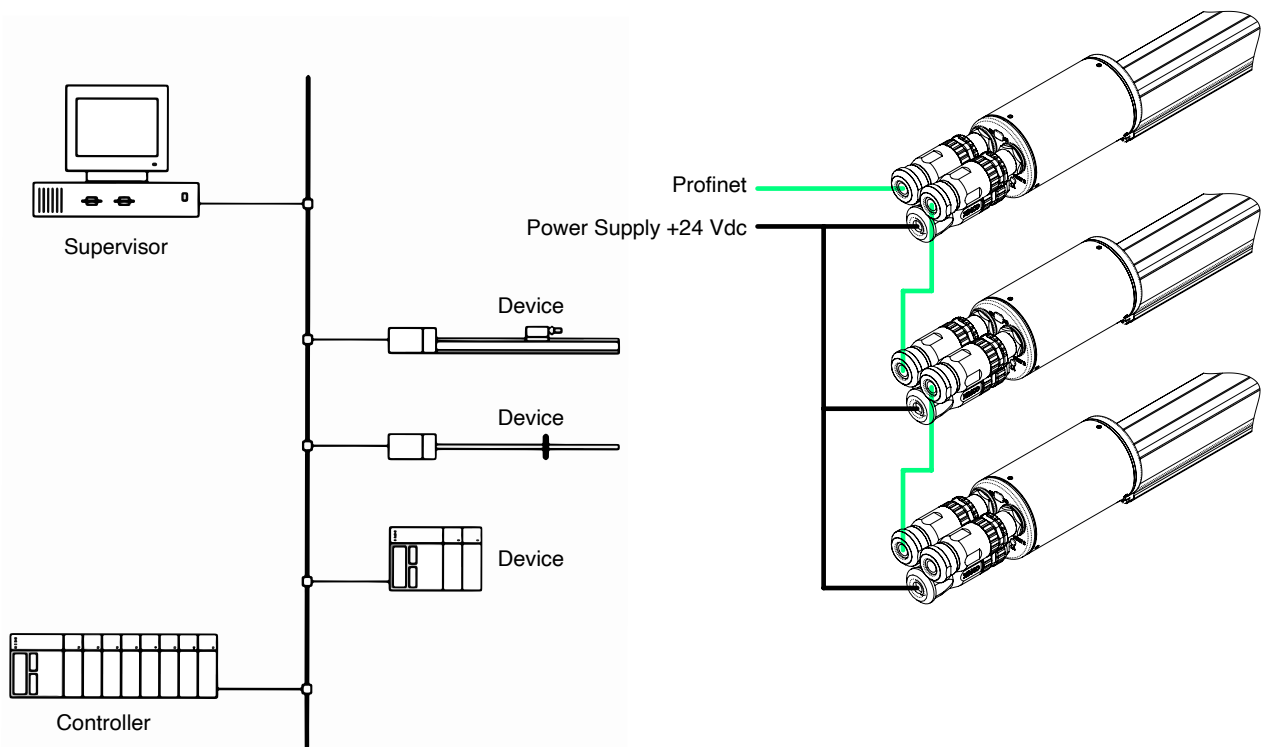 Supervisor
Device
Device
Device
Controller
Profinet
Power Supply +24 Vdc